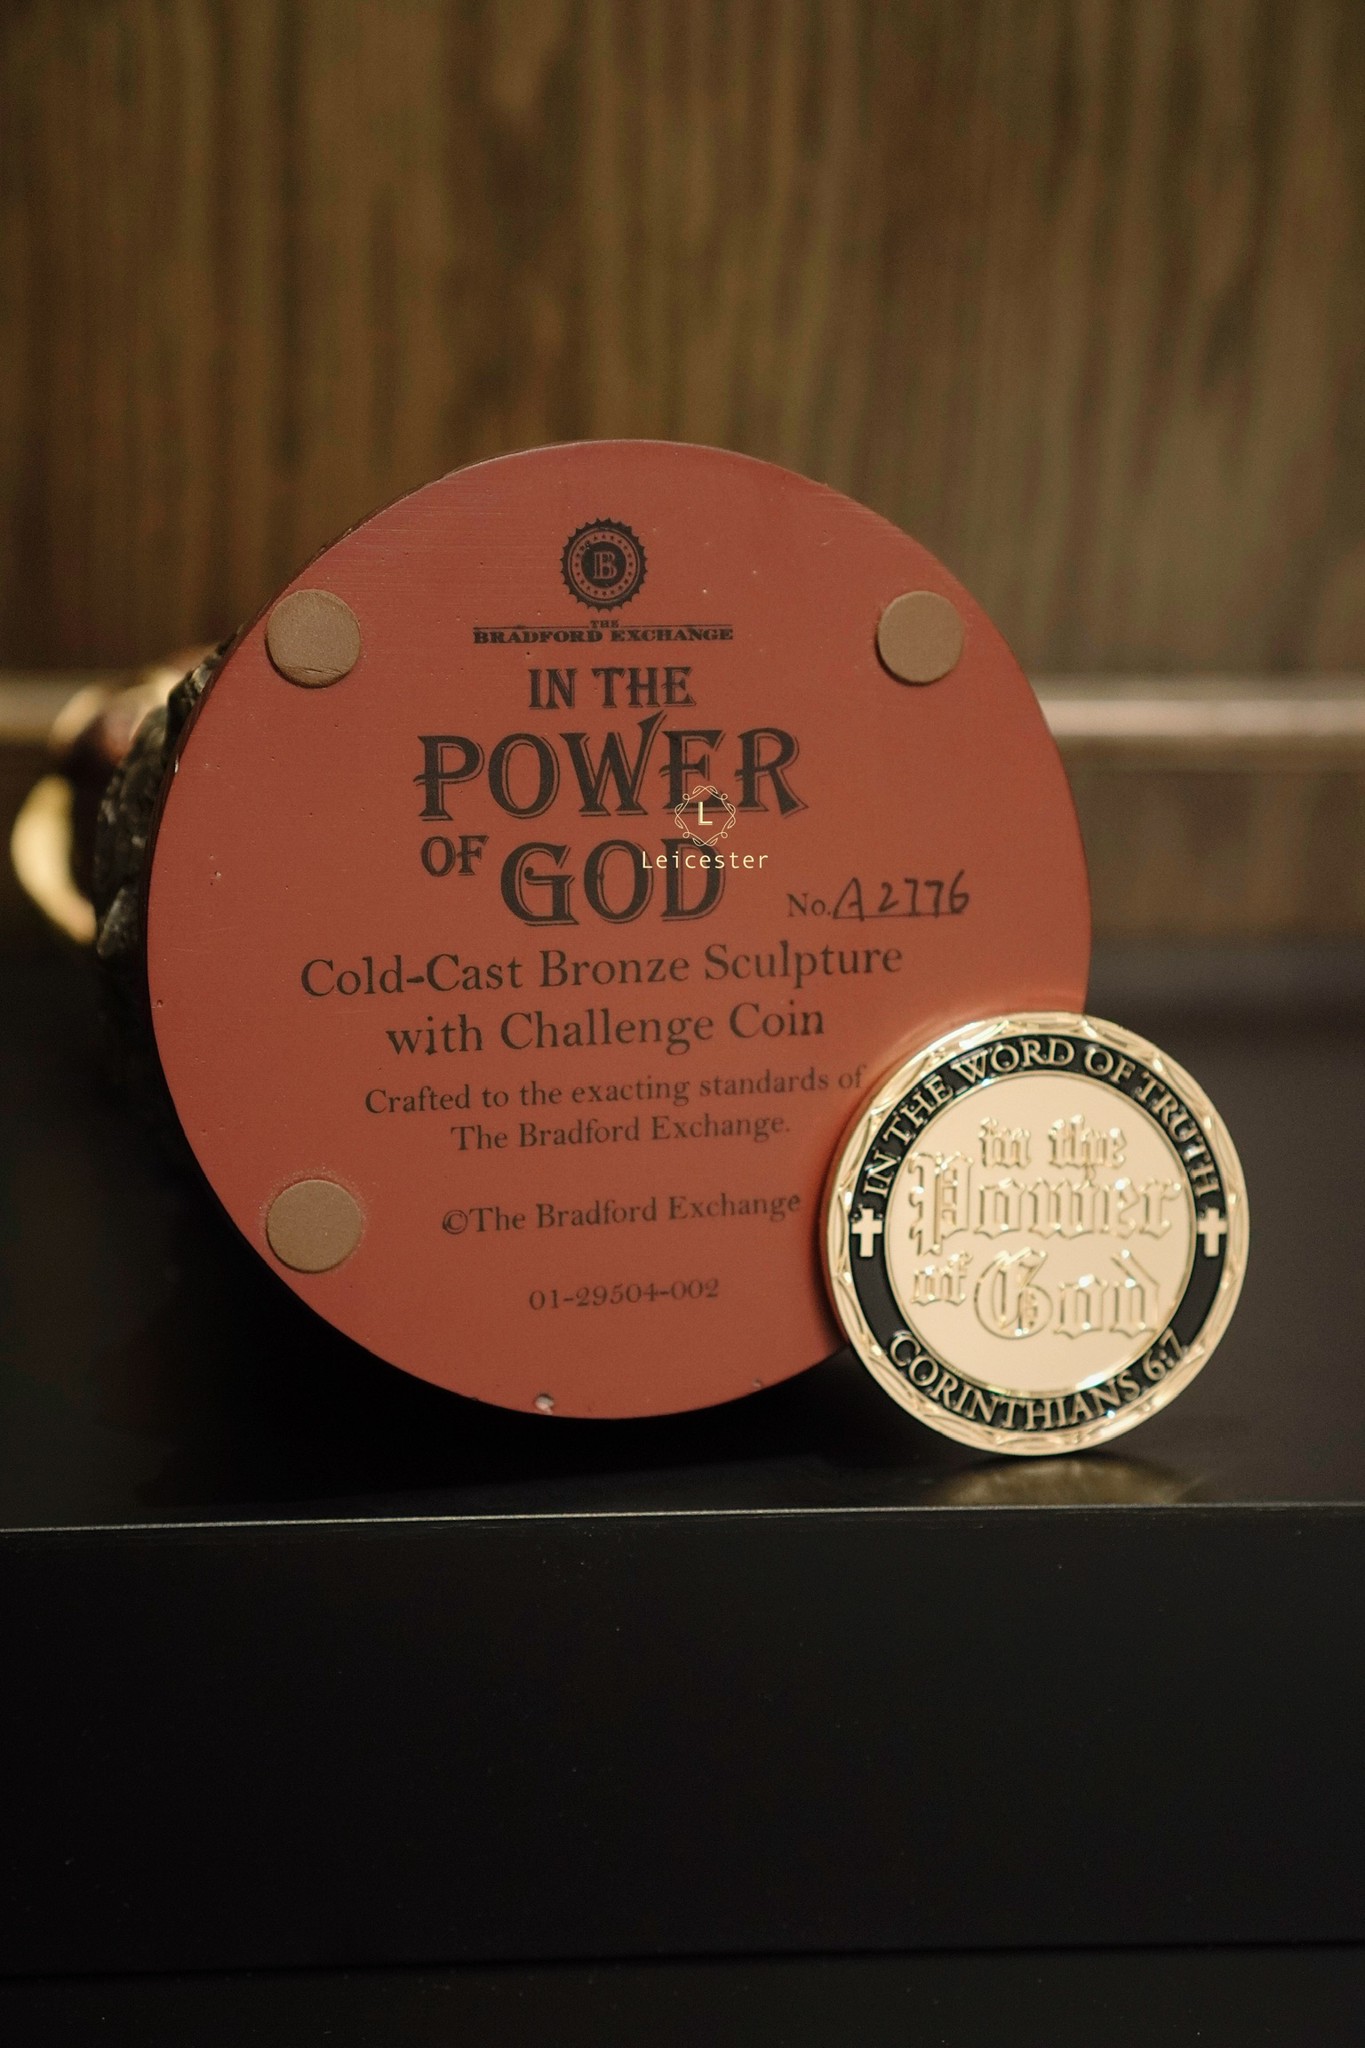 B
THE
BRADFORD EXCHANGE
IN THE
POWER
OF GOD
L
Leicester
No. A2776
Cold-Cast Bronze Sculpture
with Challenge Coin
Crafted to the exacting standards of
The Bradford Exchange.
©The Bradford Exchange
01-29504-002
IN THE WORD OF TRUTH
in the
Power
of God
CORINTHIANS 6:7